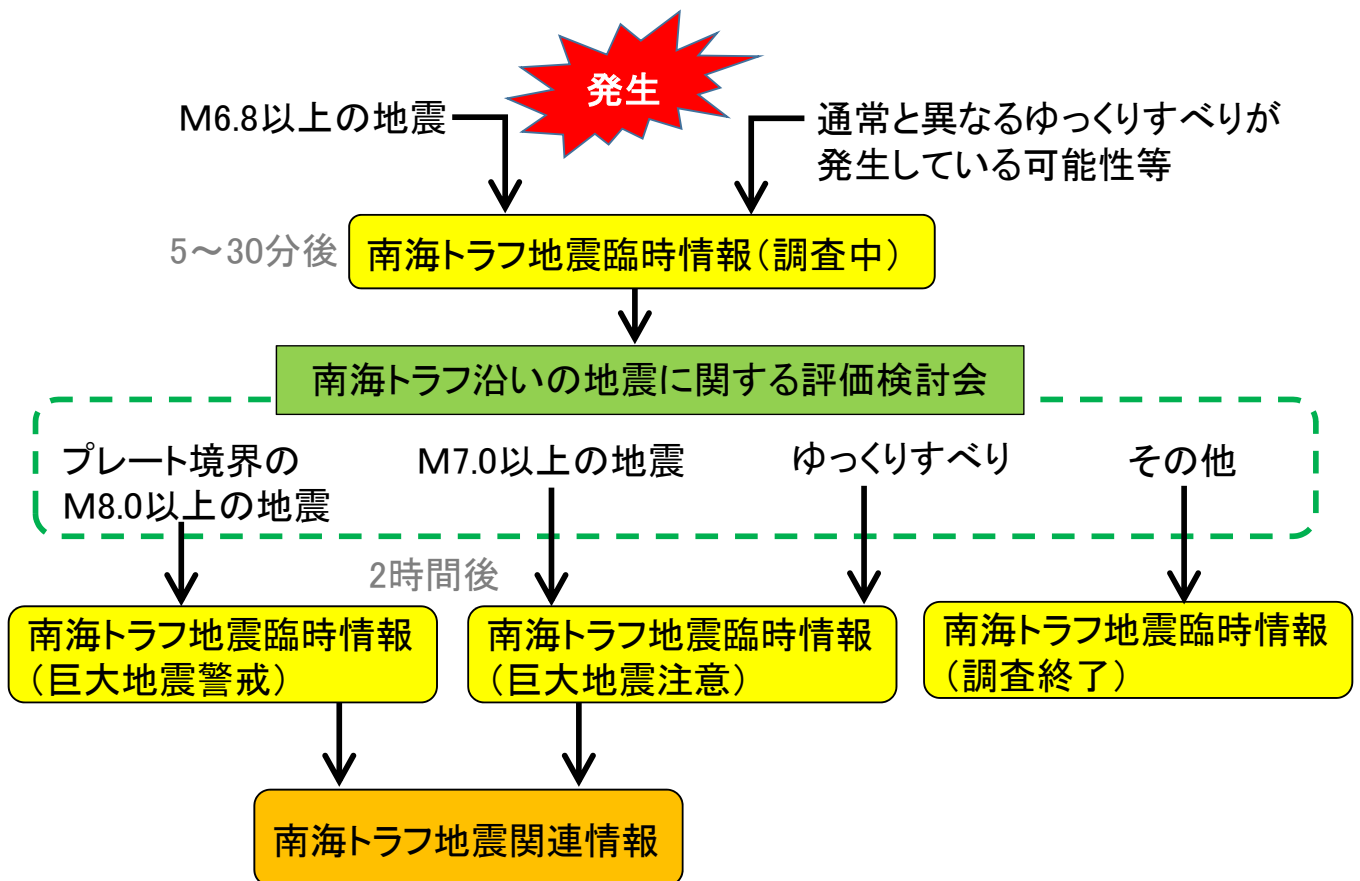 発生
M6.8以上の地震
通常と異なるゆっくりすべりが
発生している可能性等
5～30分後
南海トラフ地震臨時情報（調査中）
南海トラフ沿いの地震に関する評価検討会
プレート境界の
M8.0以上の地震
M7.0以上の地震
ゆっくりすべり
その他
2時間後
南海トラフ地震臨時情報
（巨大地震警戒）
南海トラフ地震臨時情報
（巨大地震注意）
南海トラフ地震臨時情報
（調査終了）
南海トラフ地震関連情報